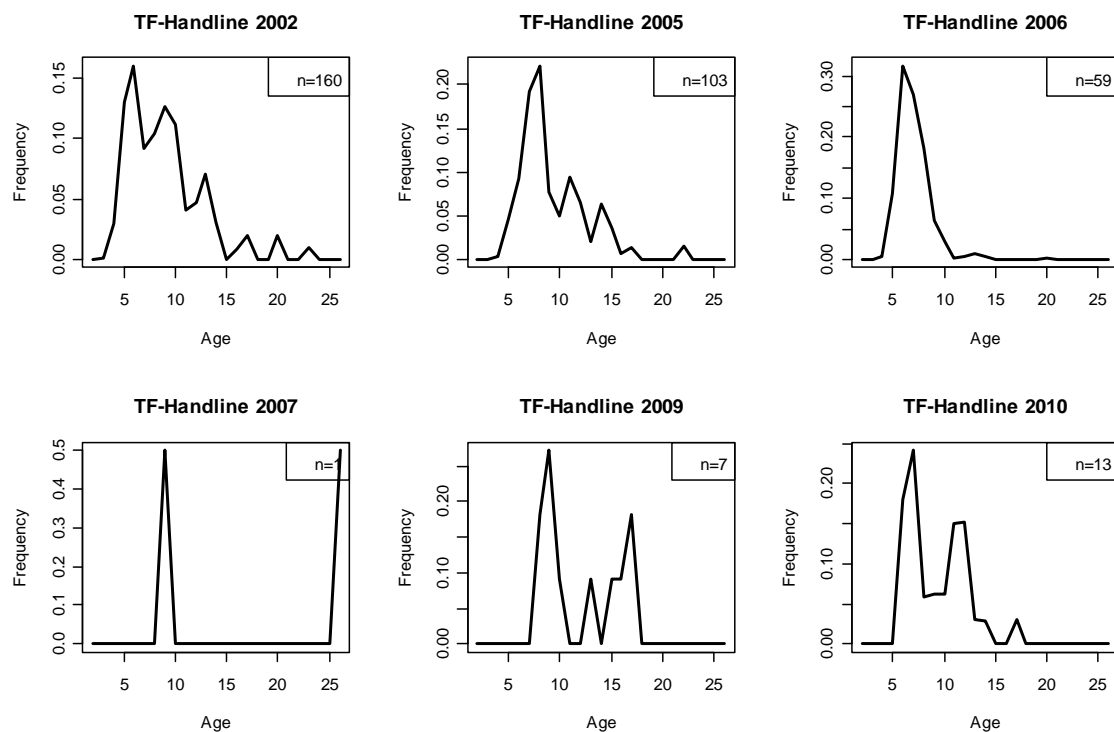 TF-Handline 2002
n=160
Frequency
0.00 0.05 0.10 0.15
5 10 15 20 25
Age
TF-Handline 2005
n=103
Frequency
0.00 0.05 0.10 0.15 0.20
5 10 15 20 25
Age
TF-Handline 2006
n=59
Frequency
0.00 0.10 0.20 0.30
5 10 15 20 25
Age
TF-Handline 2007
n=1
Frequency
0.0 0.1 0.2 0.3 0.4 0.5
5 10 15 20 25
Age
TF-Handline 2009
n=7
Frequency
0.00 0.10 0.20
5 10 15 20 25
Age
TF-Handline 2010
n=13
Frequency
0.00 0.10 0.20
5 10 15 20 25
Age